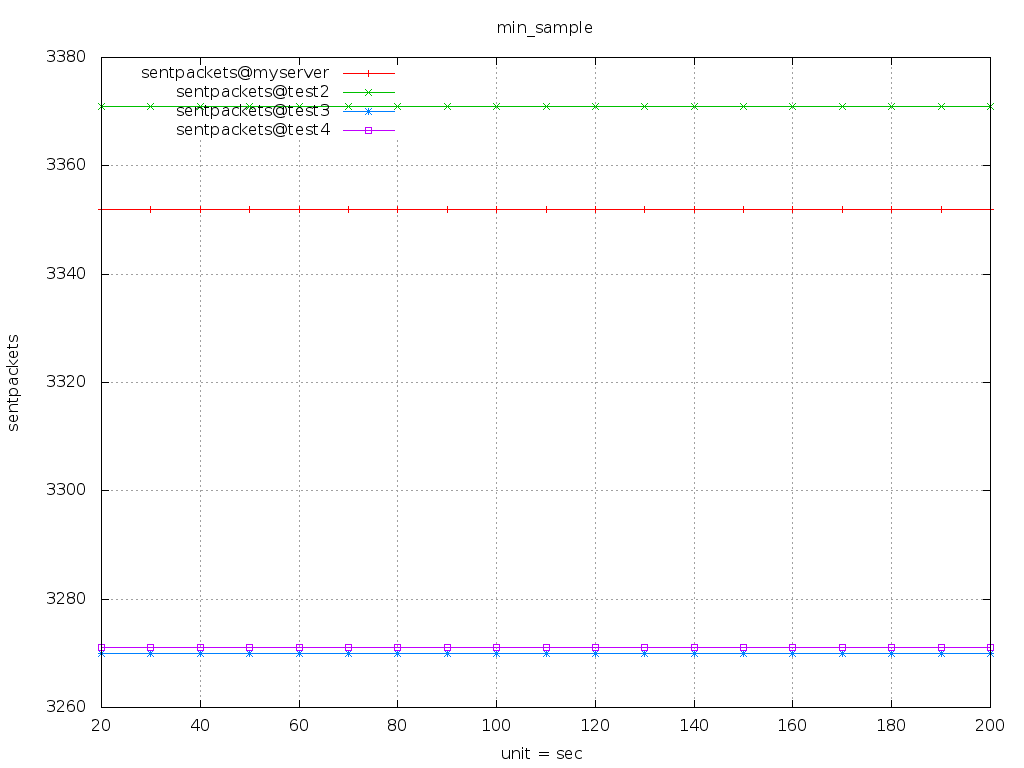 min_sample
3380
sentpackets@myserver
sentpackets@test2
sentpackets@test3
sentpackets@test4
3360
3340
3320
sentpackets
3300
3280
3260
20 40 60 80 100 120 140 160 180 200
unit = sec